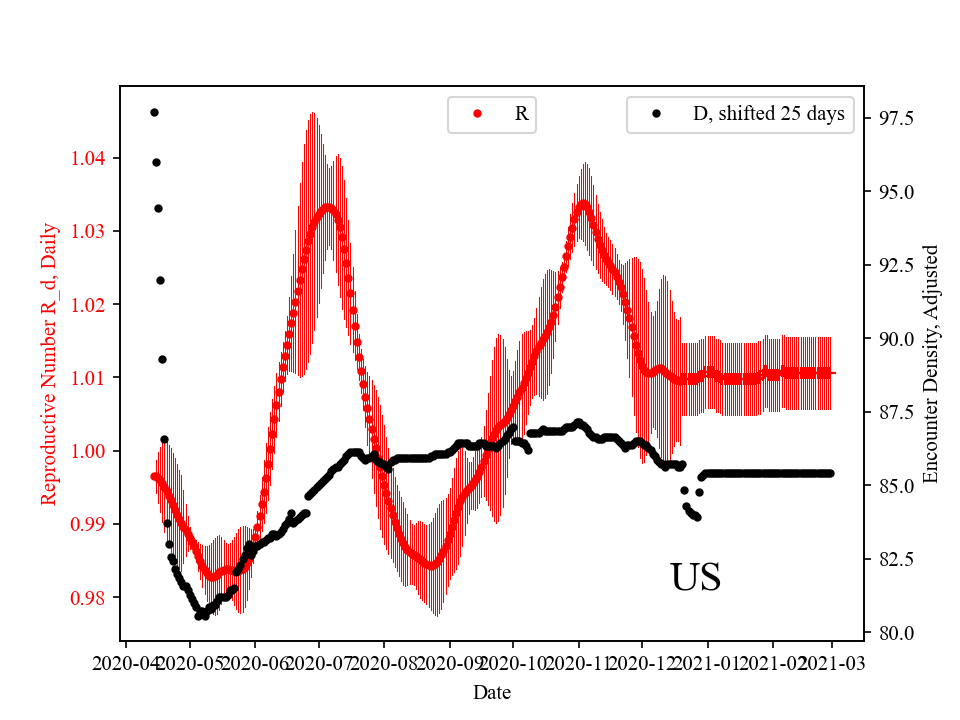 R
D, shifted 25 days
Reproductive Number R_d, Daily
1.04
1.03
1.02
1.01
1.00
0.99
0.98
97.5
95.0
92.5
90.0
87.5
85.0
82.5
80.0
Encounter Density, Adjusted
US
2020-04 2020-05 2020-06 2020-07 2020-08 2020-09 2020-10 2020-11 2020-12 2021-01 2021-02 2021-03
Date